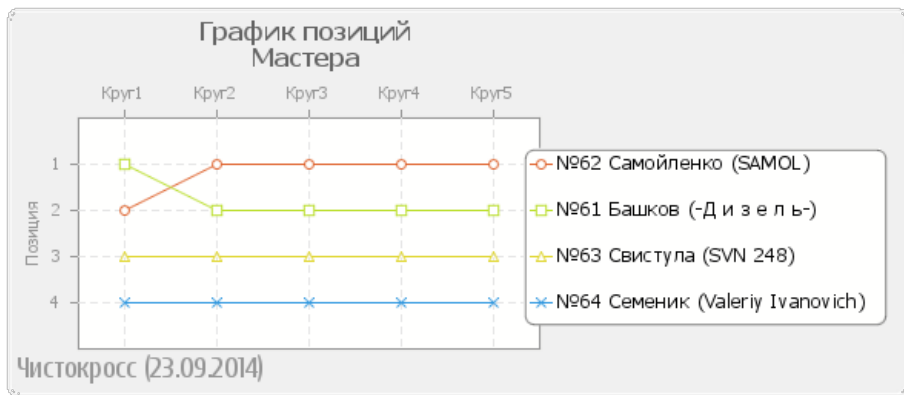 График позиций
Мастера
Круг1 Круг2 Круг3 Круг4 Круг5
Позиция
1
2
3
4
№62 Самойленко (SAMOL)
№61 Башков (-Д и з е л ь-)
№63 Свистула (SVN 248)
№64 Семеник (Valeriy Ivanovich)
Чистокросс (23.09.2014)